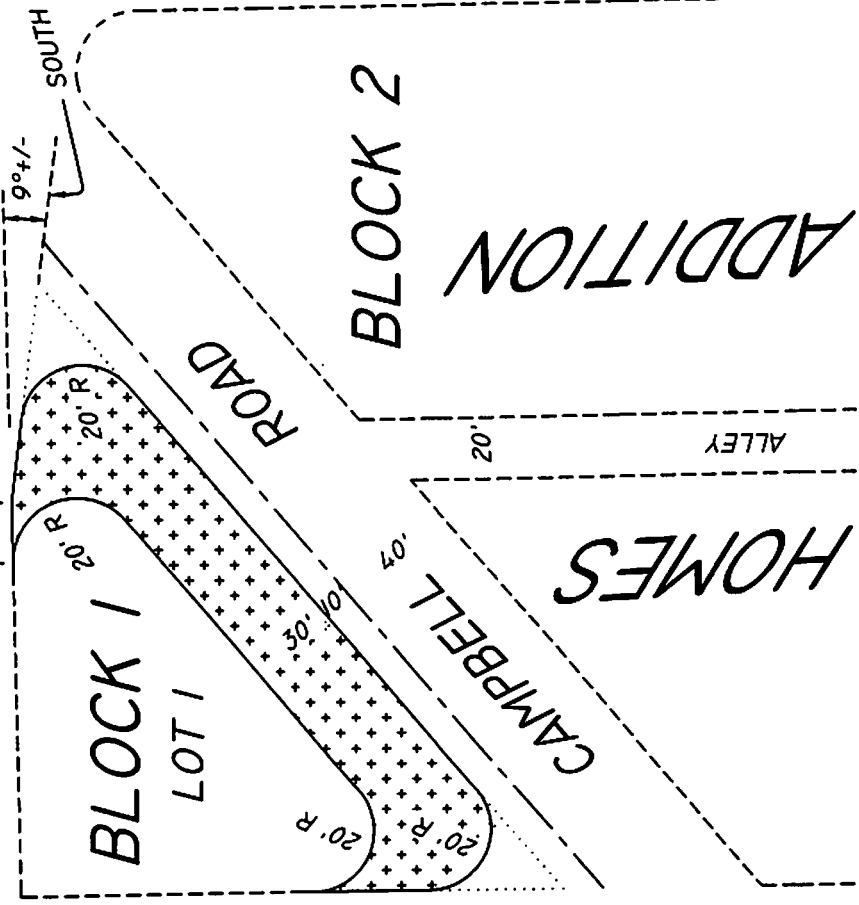 SOUTH
9°+/-
BLOCK 2
ADDITION
ROAD
20' R
20' R
BLOCK 1
LOT 1
30'
10'
40'
CAMPBELL
20'
ALLEY
HOMES
20' R
20' R